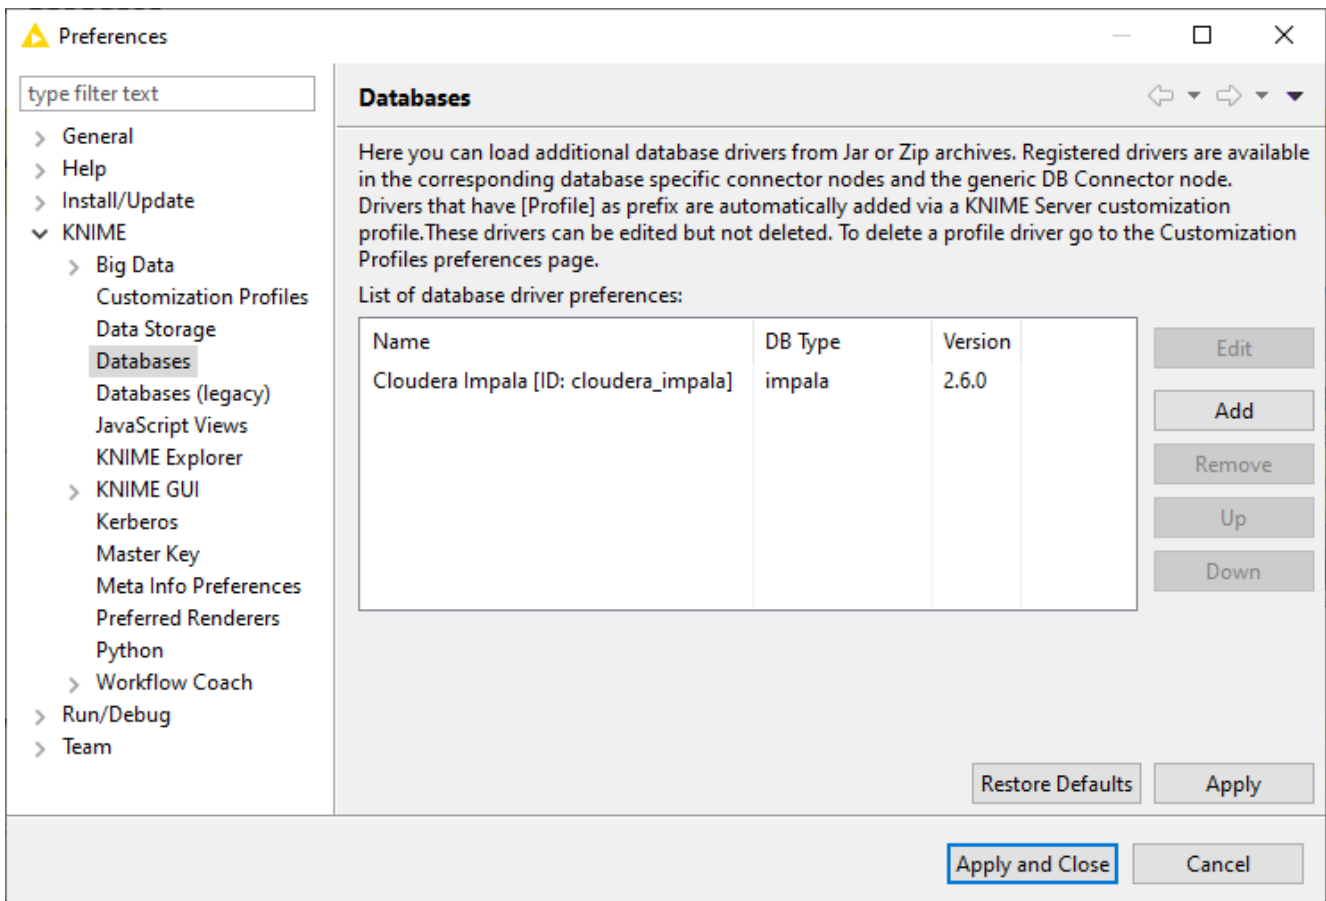 Preferences
type filter text
General
Help
Install/Update
KNIME
Big Data
Customization Profiles
Data Storage
Databases
Databases (legacy)
JavaScript Views
KNIME Explorer
KNIME GUI
Kerberos
Master Key
Meta Info Preferences
Preferred Renderers
Python
Workflow Coach
Run/Debug
Team
Databases
Here you can load additional database drivers from Jar or Zip archives. Registered drivers are available
in the corresponding database specific connector nodes and the generic DB Connector node.
Drivers that have [Profile] as prefix are automatically added via a KNIME Server customization
profile.These drivers can be edited but not deleted. To delete a profile driver go to the Customization
Profiles preferences page.
List of database driver preferences:
Name DB Type Version
Cloudera Impala [ID: cloudera_impala] impala 2.6.0
Edit
Add
Remove
Up
Down
Restore Defaults Apply
Apply and Close Cancel